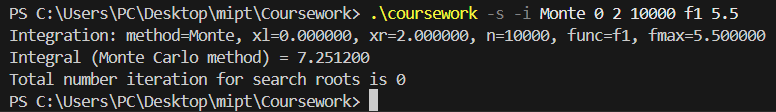 PS C:\Users\PC\Desktop\mipt\Coursework> .\coursework -s -i Monte 0 2 10000 f1 5.5
Integration: method=Monte, xl=0.000000, xr=2.000000, n=10000, func=f1, fmax=5.500000
Integral (Monte Carlo method) = 7.251200
Total number iteration for search roots is 0
PS C:\Users\PC\Desktop\mipt\Coursework>